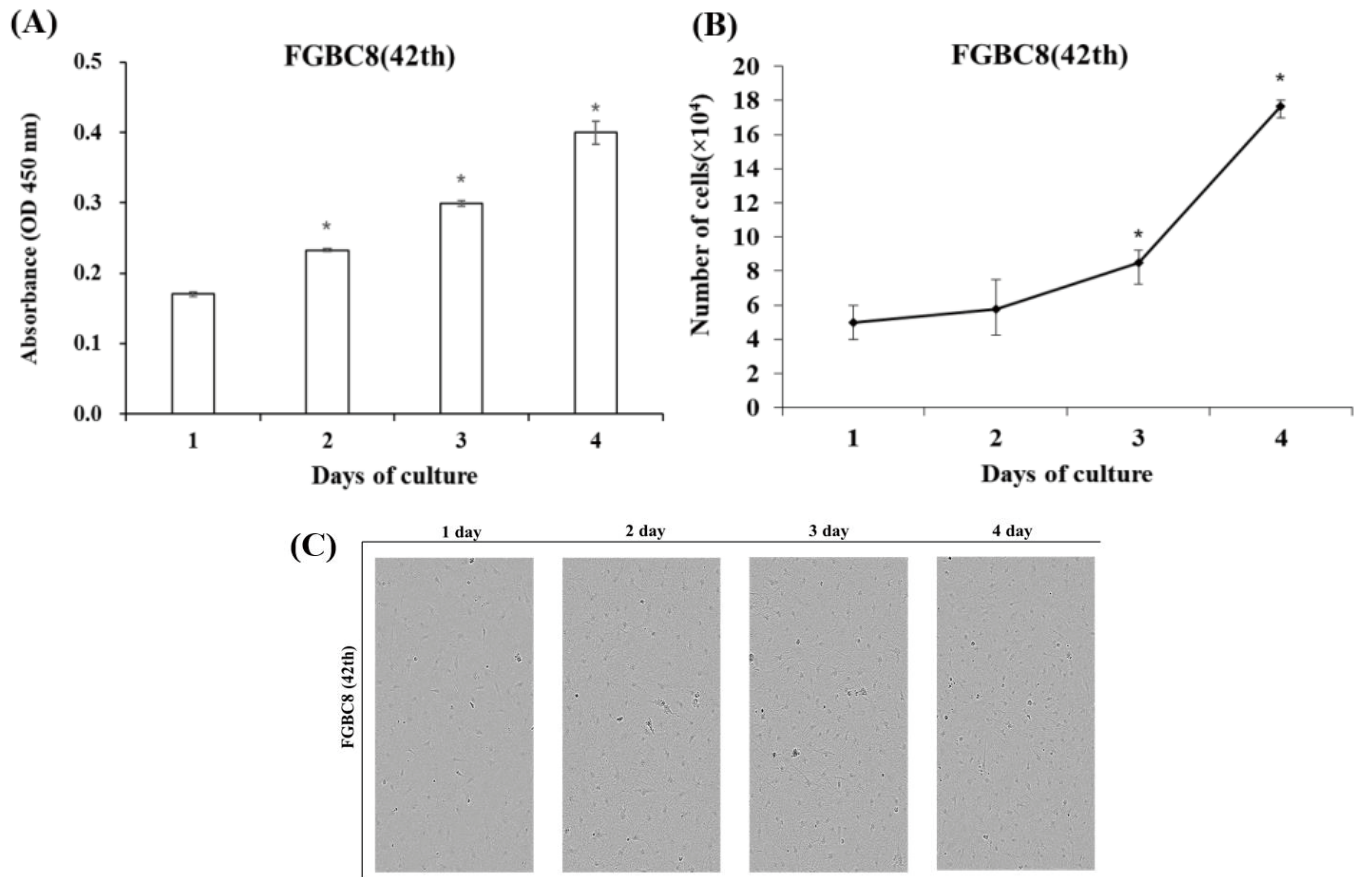 (A)
FGBC8(42th)
Absorbance (OD 450 nm)
0.5
0.4
0.3
0.2
0.1
0.0
*
*
*
1 2 3 4
Days of culture
(B)
FGBC8(42th)
Number of cells(×10⁴)
20
18
16
14
12
10
8
6
4
2
0
*
*
1 2 3 4
Days of culture
(C)
1 day 2 day 3 day 4 day
FGBC8 (42th)